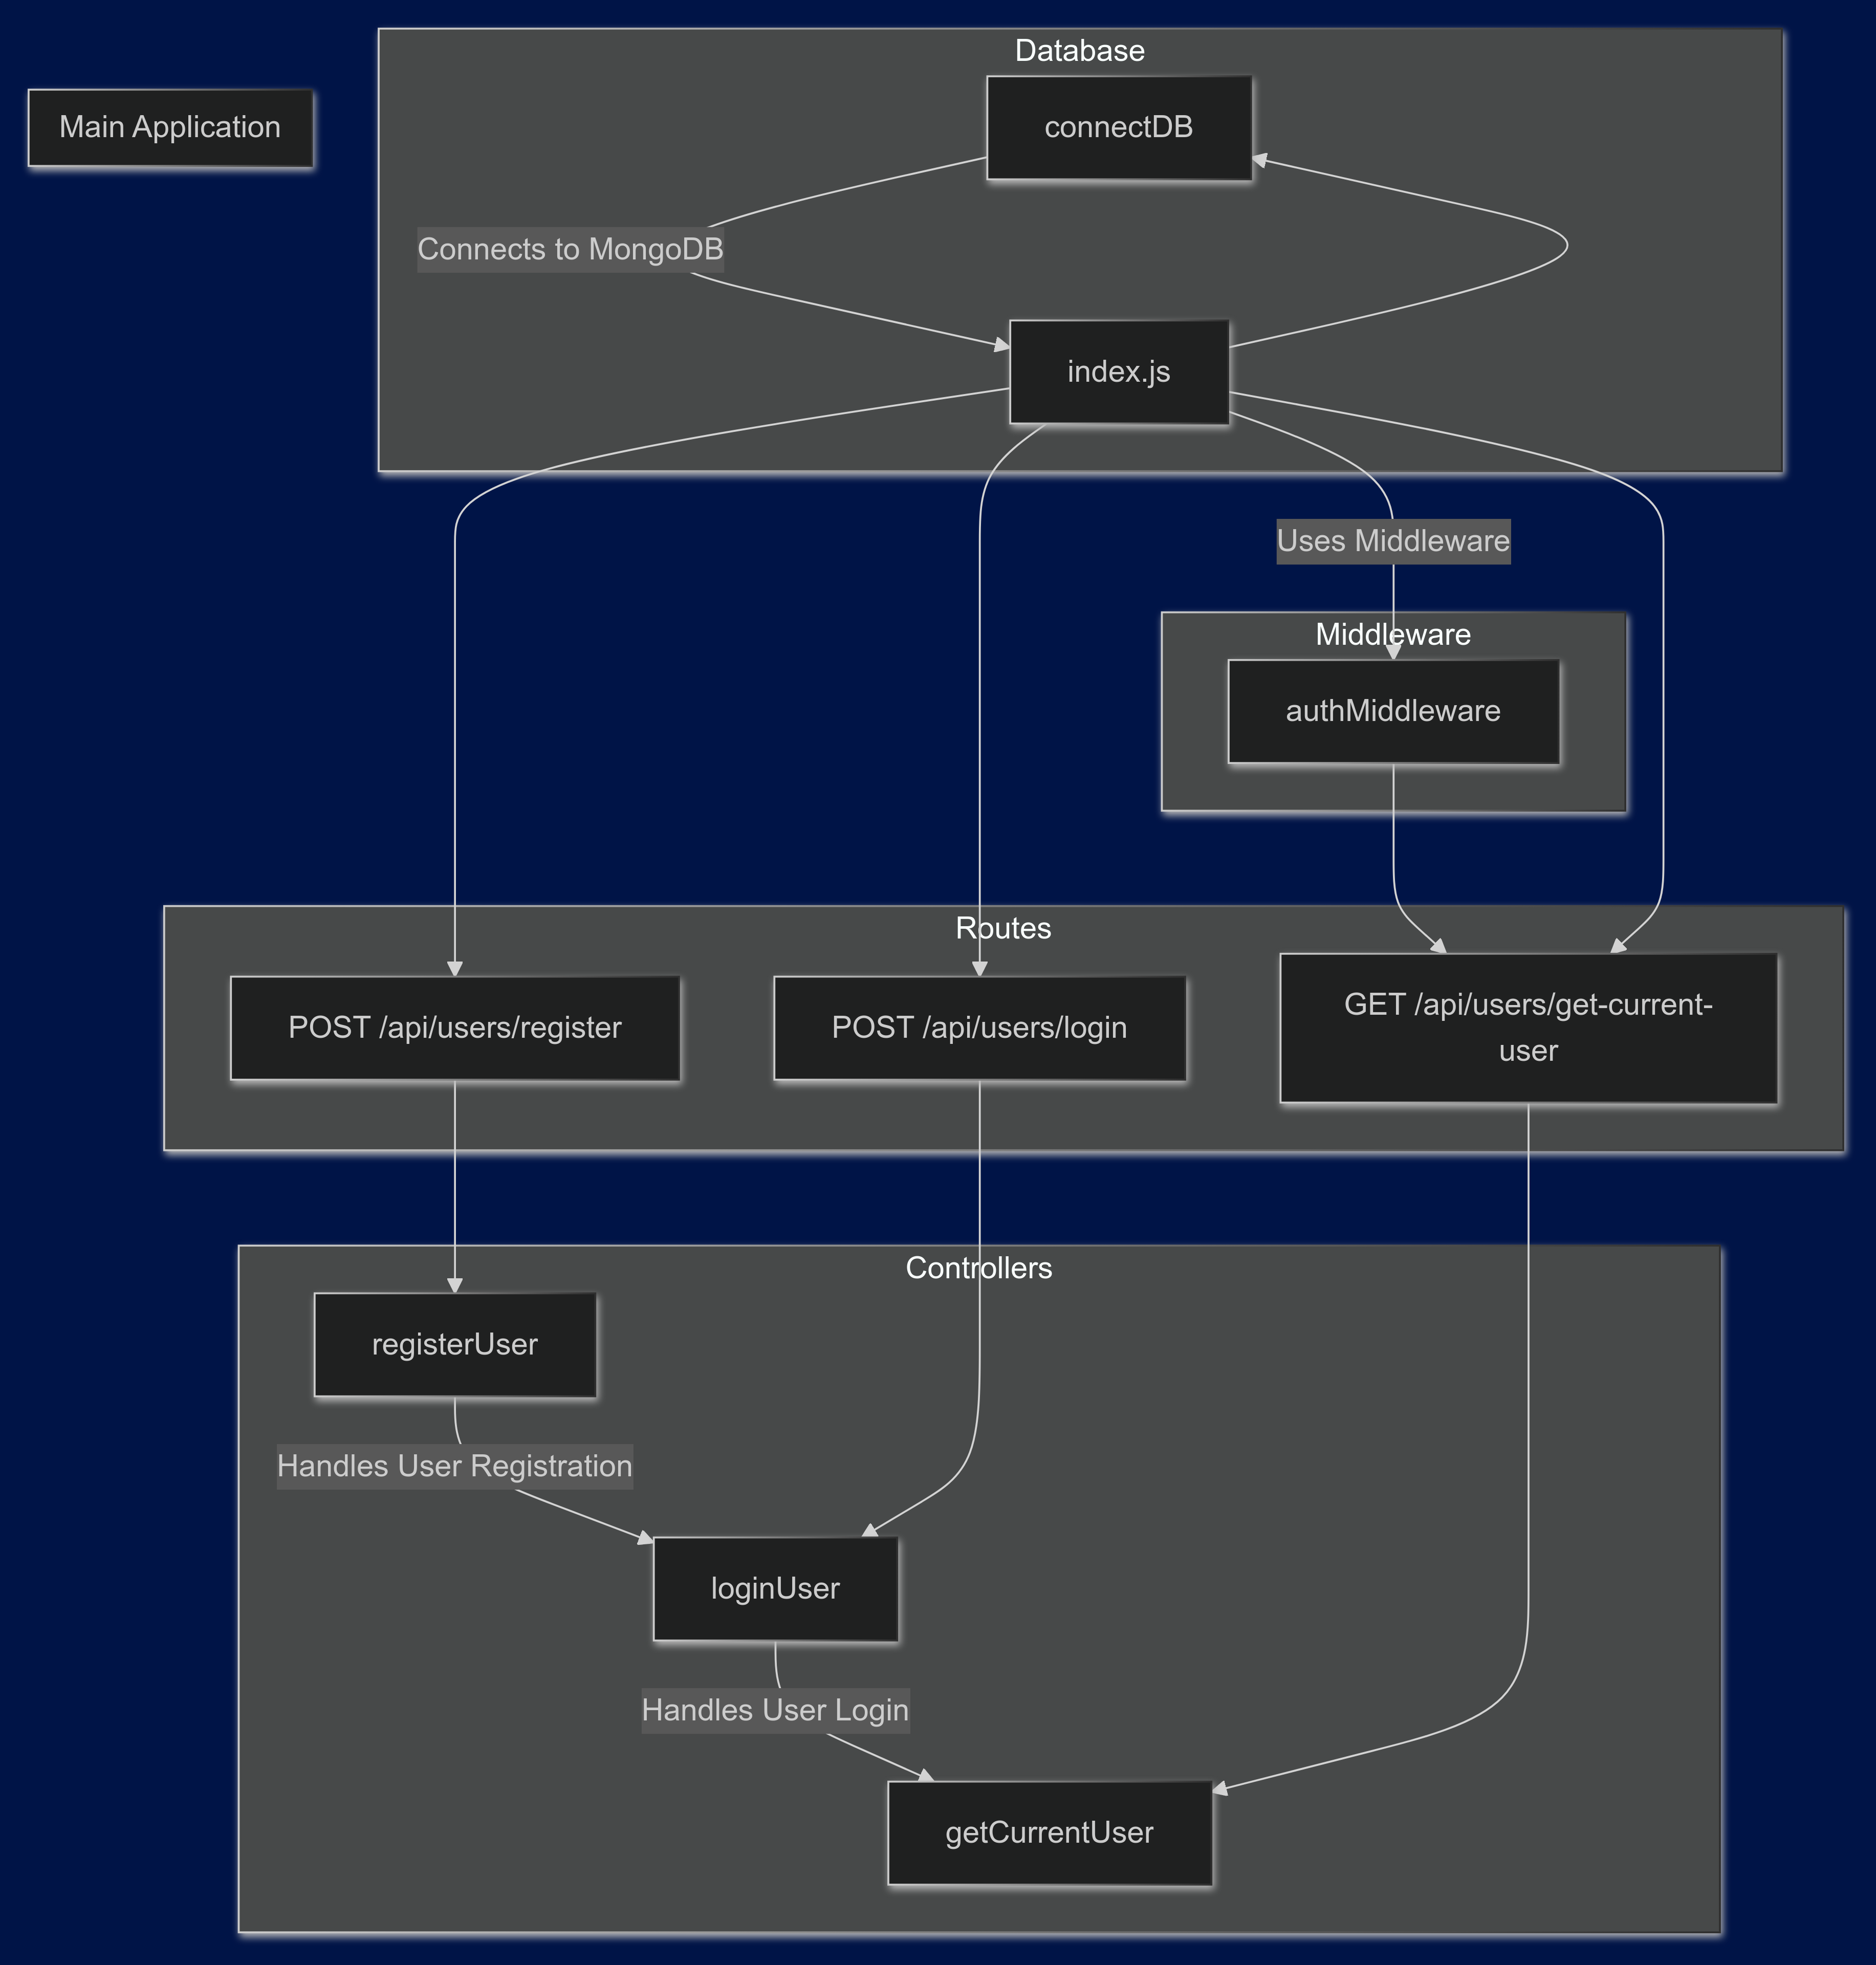 Database
Main Application
connectDB
Connects to MongoDB
index.js
Uses Middleware
Middleware
authMiddleware
Routes
POST /api/users/register
POST /api/users/login
GET /api/users/get-current-
user
Controllers
registerUser
Handles User Registration
loginUser
Handles User Login
getCurrentUser